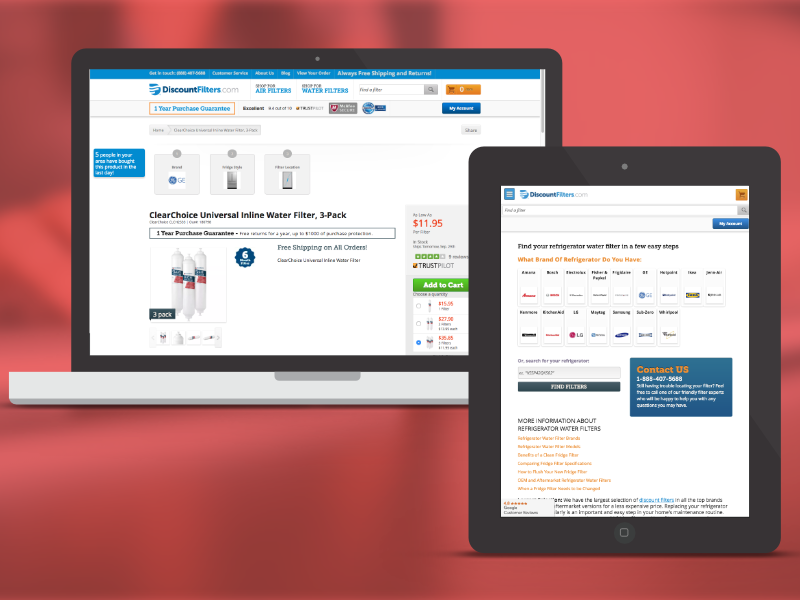 Get in touch: (888)-407-5688 Customer Service About Us Blog View Your Order Always Free Shipping and Returns!
DiscountFilters.com
SHOP FOR
AIR FILTERS
SHOP FOR
WATER FILTERS
Find a filter
0
1 Year Purchase Guarantee
Excellent 9.4 out of 10 TRUSTPILOT
McAfee
SECURE
My Account
Home
ClearChoice Universal Inline Water Filter, 3-Pack
Share
5 people in your
area have bought
this product in the
last day!
Brand
GE
Fridge Style
Filter Location
ClearChoice Universal Inline Water Filter, 3-Pack
1 Year Purchase Guarantee • Free returns for a year, up to $1000 of purchase protection.
6
Free Shipping on All Orders!
ClearChoice Universal Inline Water Filter
3 pack
As Low As
$11.95
Per Filter
In Stock
TRUSTPILOT
Add to Cart
Choose a quantity
$15.95
1 Filter
$27.90
2 Filters
$35.85
3 Filters
DiscountFilters.com
Find a filter
My Account
Find your refrigerator water filter in a few easy steps
What Brand Of Refrigerator Do You Have:
Amana Bosch Electrolux Fisher & Paykel Frigidaire GE Hotpoint Ikea Jenn-Air
Kenmore KitchenAid LG Maytag Samsung Sub-Zero Whirlpool
Or, search for your refrigerator:
FIND FILTERS
Contact US
1-888-407-5688
Still having trouble locating your filter? Feel
free to call one of our friendly filter experts
who will be happy to help you with any
questions you may have.
MORE INFORMATION ABOUT
REFRIGERATOR WATER FILTERS
Refrigerator Water Filter Brands
Refrigerator Water Filter Models
Benefits of a Clean Fridge Filter
Comparing Fridge Filter Specifications
How to Flush Your New Fridge Filter
OEM and Aftermarket Refrigerator Water Filters
When a Fridge Filter Needs to be Changed
We have the largest selection of discount filters in all the top brands
aftermarket versions for a less expensive price. Replacing your refrigerator
is an important and easy step in your home's maintenance routine.
4.8 ★★★★★
Google
Customer Reviews